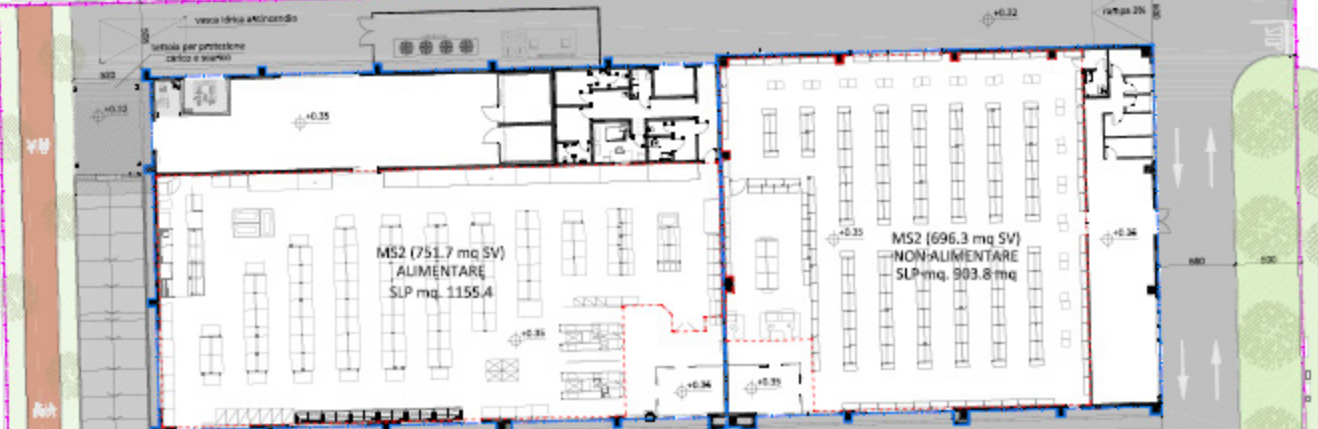 vasca idrica antincendio
tettoia per protezione
carico e scarico
+0.32
rampa 2%
+0.32
+0.35
MS2 (751.7 mq SV)
ALIMENTARE
SLP mq. 1155.4
+0.35
+0.36
+0.35
+0.35
MS2 (696.3 mq SV)
NON ALIMENTARE
SLP mq. 903.8 mq
+0.36